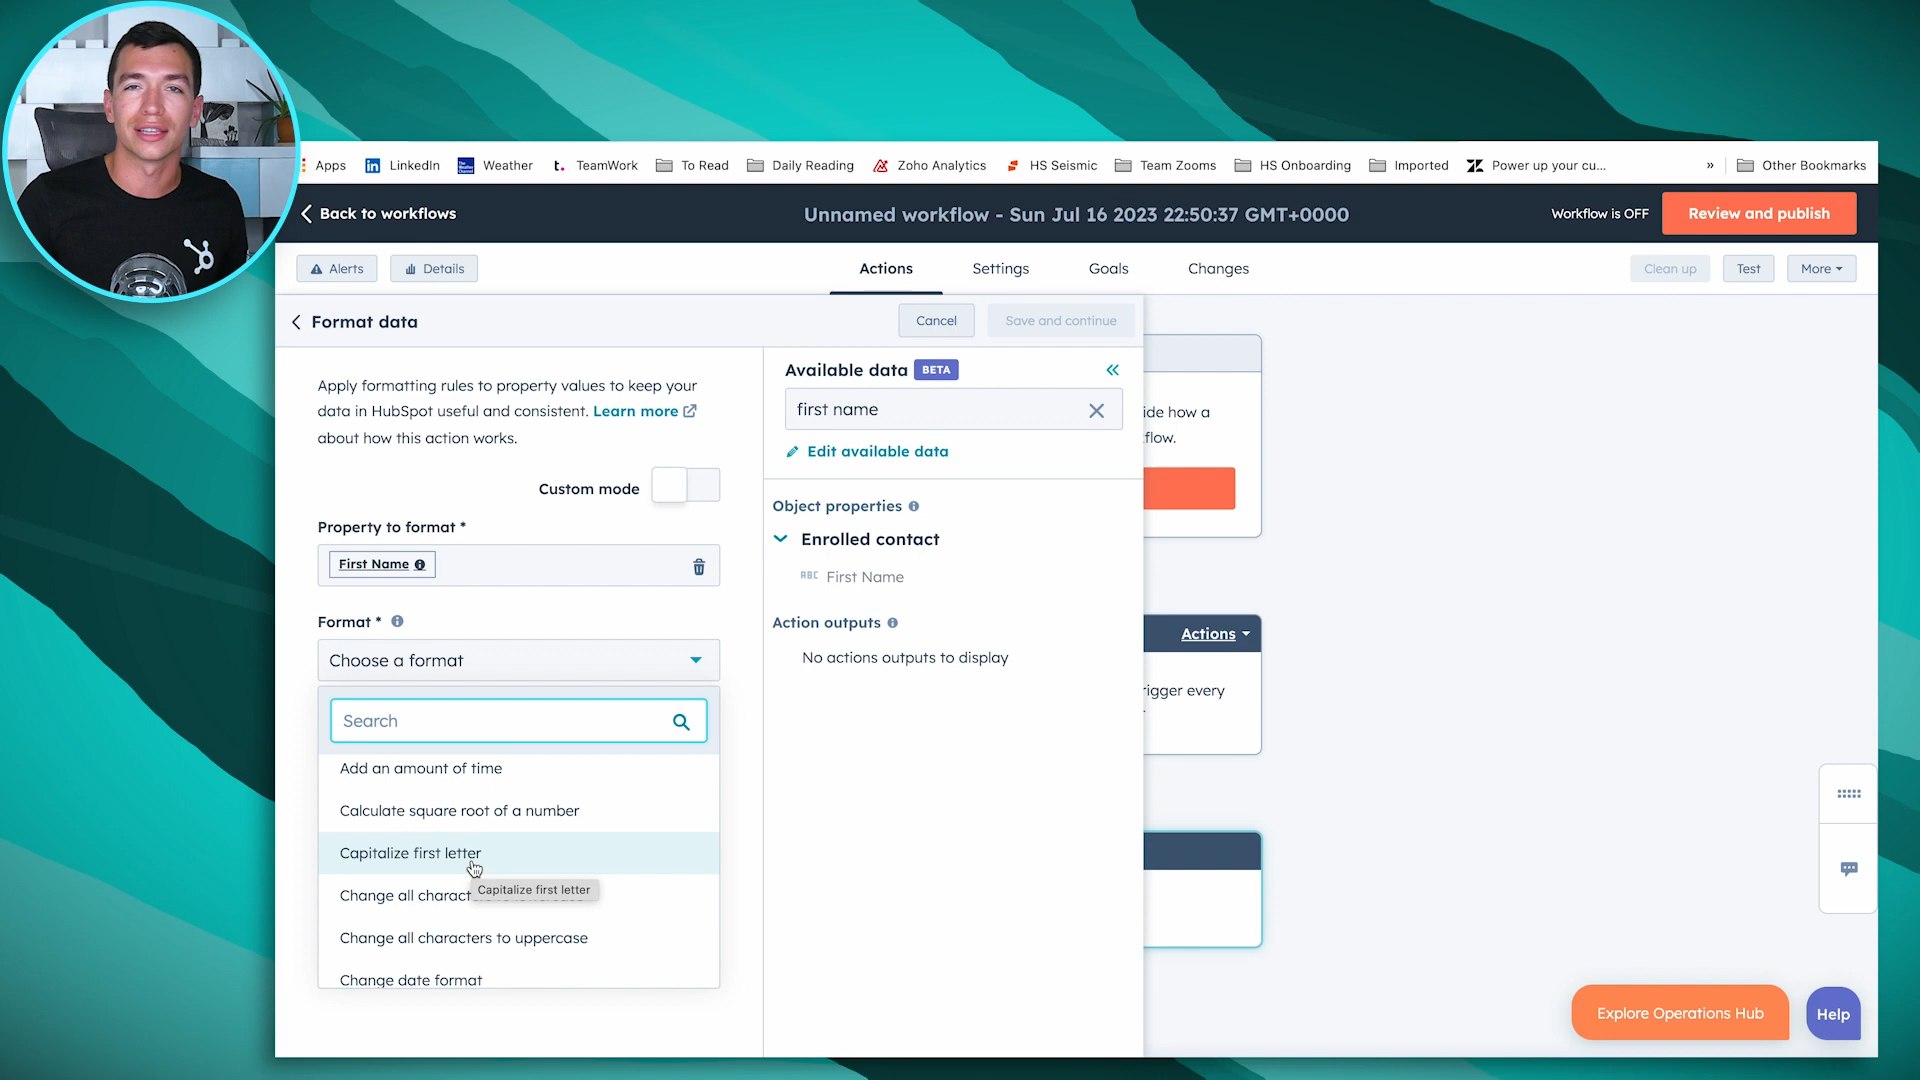 Apps LinkedIn Weather TeamWork To Read Daily Reading Zoho Analytics HS Seismic Team Zooms HS Onboarding Imported Power up your cu... » Other Bookmarks
Back to workflows Unnamed workflow - Sun Jul 16 2023 22:50:37 GMT+0000 Workflow is OFF Review and publish
Alerts Details Actions Settings Goals Changes Clean up Test More
Format data Cancel Save and continue
Apply formatting rules to property values to keep your
data in HubSpot useful and consistent. Learn more
about how this action works.
Custom mode
Property to format *
First Name
Format *
Choose a format
Search
Add an amount of time
Calculate square root of a number
Capitalize first letter
Capitalize first letter
Change all charact
Change all characters to uppercase
Change date format
Available data BETA
first name
Edit available data
Object properties
Enrolled contact
ABC First Name
Action outputs
No actions outputs to display
ide how a
flow.
Actions
rigger every
Explore Operations Hub
Help